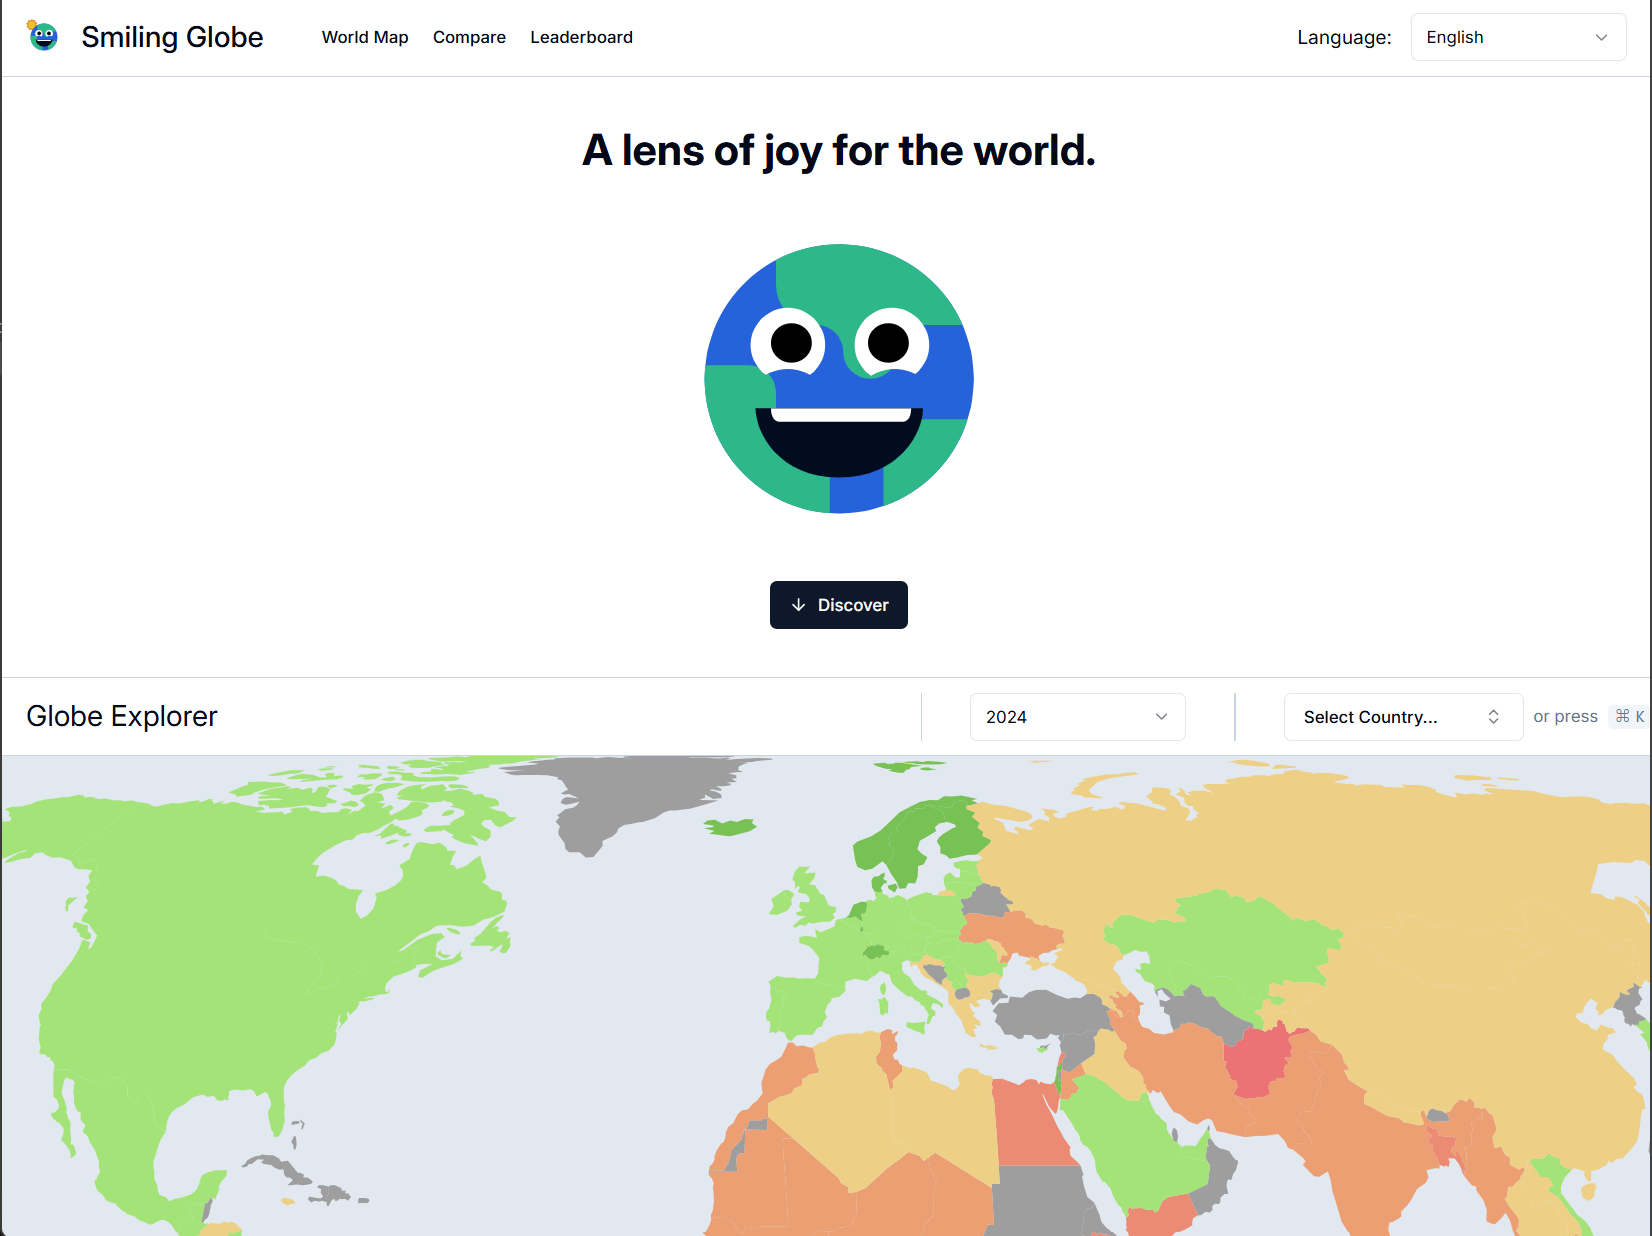 Smiling Globe
World Map Compare Leaderboard
Language: English
A lens of joy for the world.
Discover
Globe Explorer
2024
Select Country... or press ⌘ K